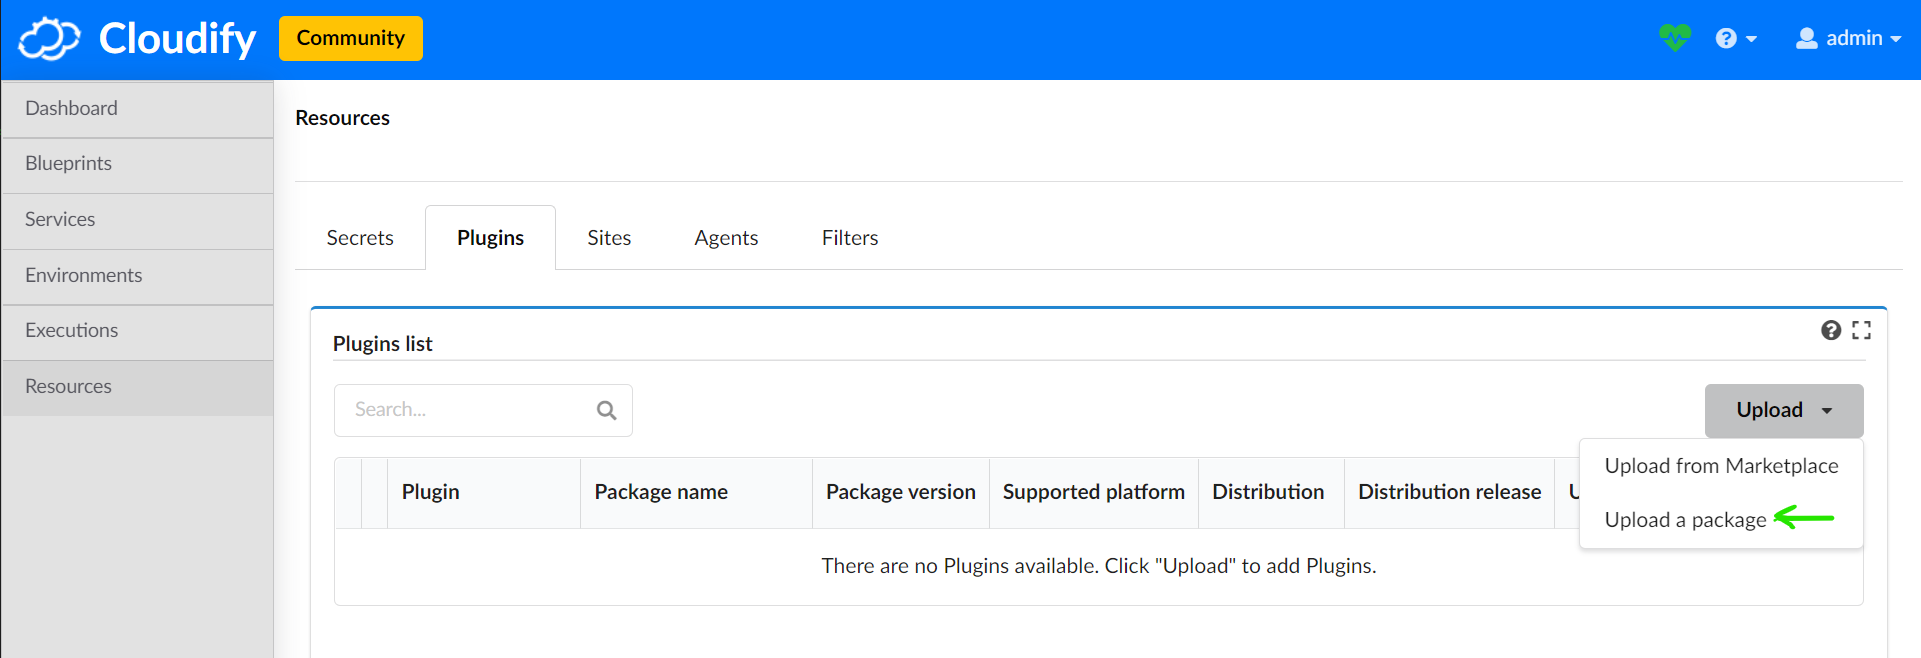 Cloudify Community admin
Dashboard
Blueprints
Services
Environments
Executions
Resources
Resources
Secrets Plugins Sites Agents Filters
Plugins list
Search...
Upload
Upload from Marketplace
Upload a package
Plugin Package name Package version Supported platform Distribution Distribution release
There are no Plugins available. Click "Upload" to add Plugins.